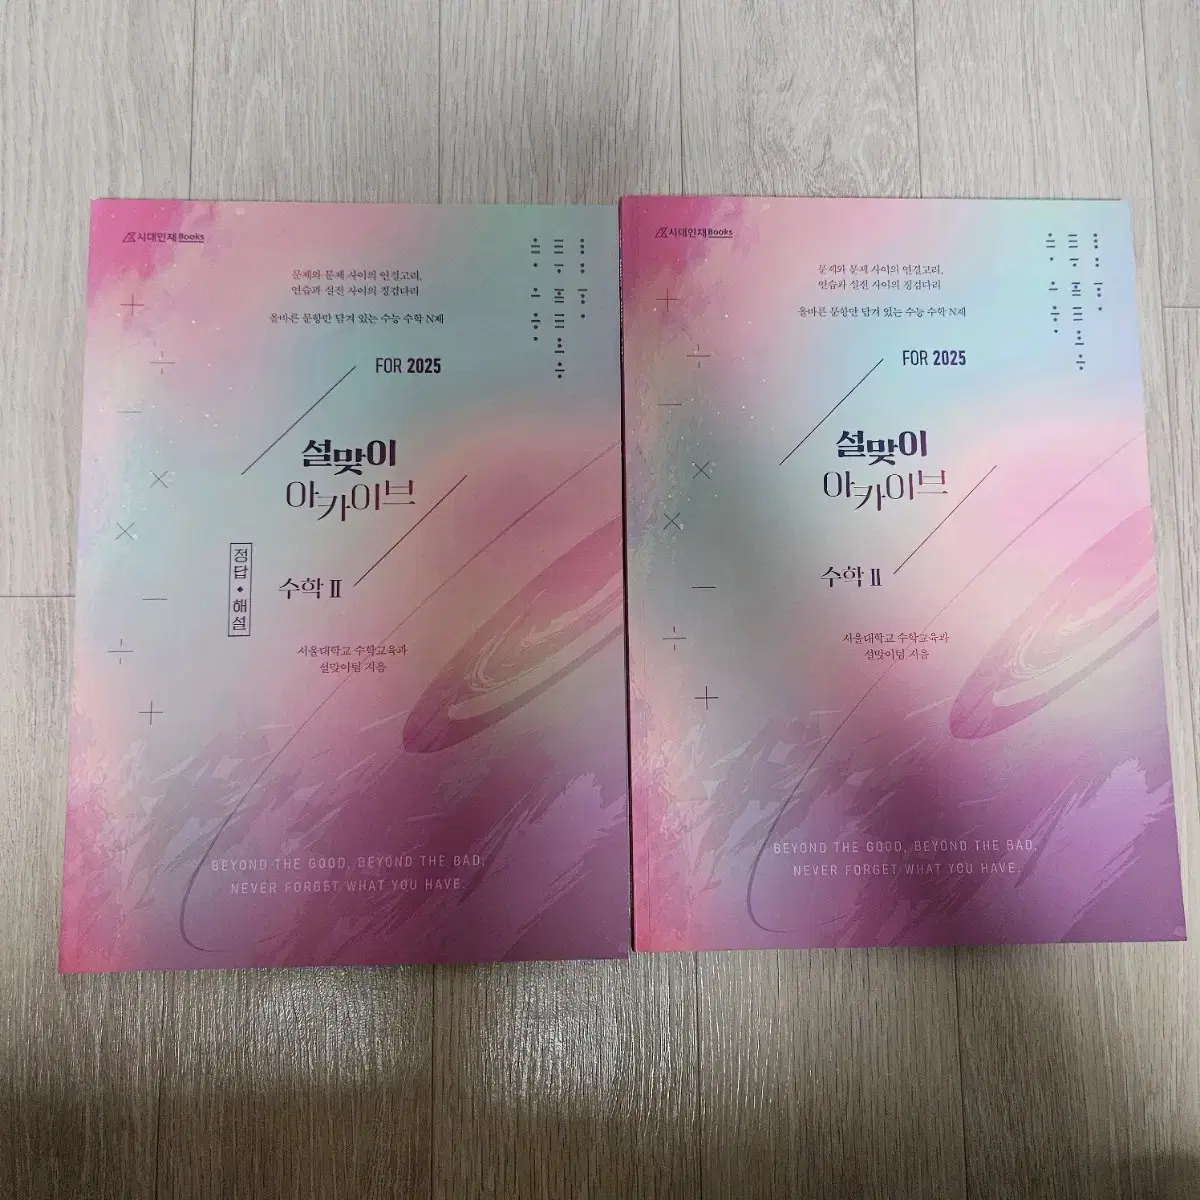 시대인재Books
문제와 문제 사이의 연결고리,
연습과 실전 사이의 징검다리
올바른 문항만 담겨 있는 수능 수학 N제
FOR 2025
설맞이
아카이브
정답 • 해설
수학 II
서울대학교 수학교육과
설맞이팀 지음
BEYOND THE GOOD, BEYOND THE BAD,
NEVER FORGET WHAT YOU HAVE.
시대인재Books
문제와 문제 사이의 연결고리,
연습과 실전 사이의 징검다리
올바른 문항만 담겨 있는 수능 수학 N제
FOR 2025
설맞이
아카이브
수학 II
서울대학교 수학교육과
설맞이팀 지음
BEYOND THE GOOD, BEYOND THE BAD,
NEVER FORGET WHAT YOU HAVE.